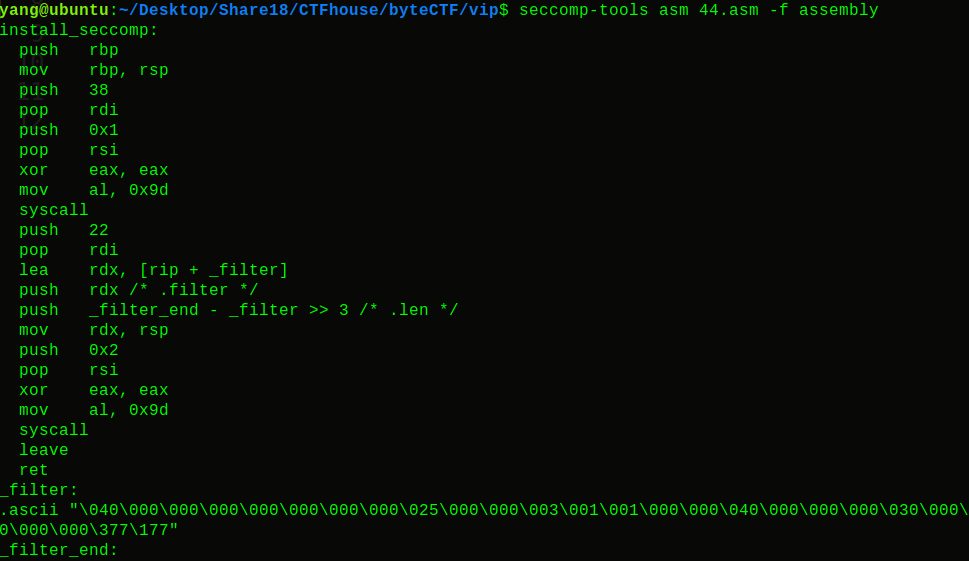 yang@ubuntu:~/Desktop/Share18/CTFhouse/byteCTF/vip$ seccomp-tools asm 44.asm -f assembly
install_seccomp:
  push   rbp
  mov    rbp, rsp
  push   38
  pop    rdi
  push   0x1
  pop    rsi
  xor    eax, eax
  mov    al, 0x9d
  syscall
  push   22
  pop    rdi
  lea    rdx, [rip + _filter]
  push   rdx /* .filter */
  push   _filter_end - _filter >> 3 /* .len */
  mov    rdx, rsp
  push   0x2
  pop    rsi
  xor    eax, eax
  mov    al, 0x9d
  syscall
  leave
  ret
_filter:
.ascii "\040\000\000\000\000\000\000\000\025\000\000\003\001\001\000\000\040\000\000\000\030\000\
0\000\000\377\177"
_filter_end: